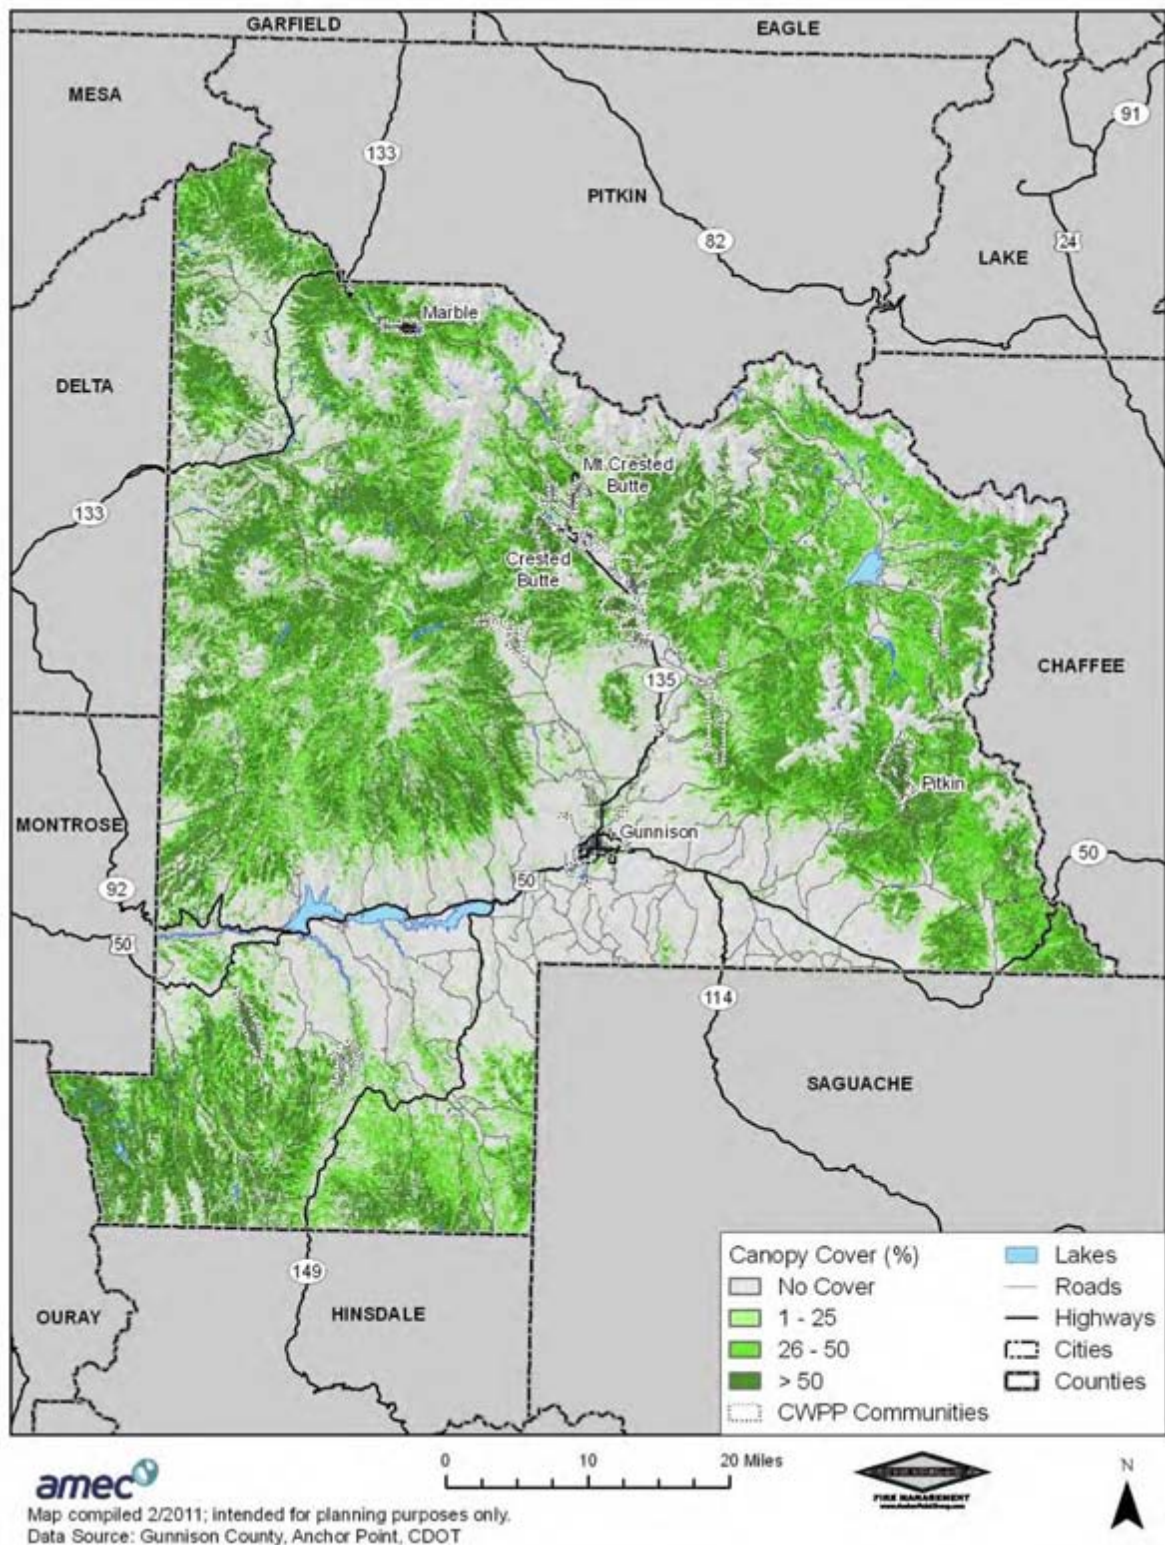 GARFIELD
EAGLE
MESA
91
133
PITKIN
82
24
LAKE
Marble
DELTA
Mt. Crested
Butte
133
Crested
Butte
CHAFFEE
135
Pitkin
MONTROSE
Gunnison
50
92
50
50
114
SAGUACHE
149
OURAY
HINSDALE
Canopy Cover (%)
No Cover
1 - 25
26 - 50
> 50
CWPP Communities
Lakes
Roads
Highways
Cities
Counties
0 10 20 Miles
amec
FIRE MANAGEMENT
N
Map compiled 2/2011; intended for planning purposes only.
Data Source: Gunnison County, Anchor Point, CDOT